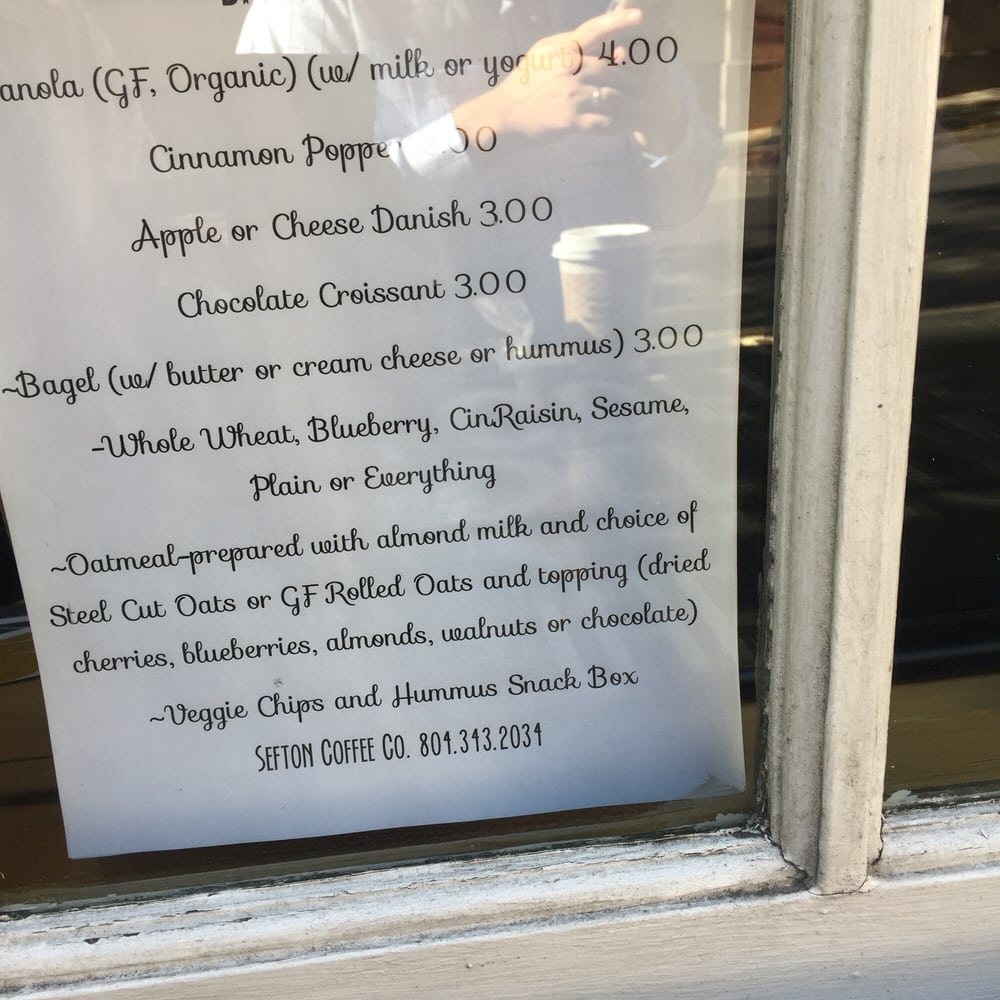 anola (GF, Organic) (w/ milk or yogurt) 4.00
Cinnamon
Apple or Cheese Danish 3.00
Chocolate Croissant 3.00
~Bagel (w/ butter or cream cheese or hummus) 3.00
-Whole Wheat, Blueberry, CinRaisin, Sesame,
Plain or Everything
~Oatmeal-prepared with almond milk and choice of
Steel Cut Oats or GF Rolled Oats and topping (dried
cherries, blueberries, almonds, walnuts or chocolate)
~Veggie Chips and Hummus Snack Box
SEFTON COFFEE CO. 804.343.2034